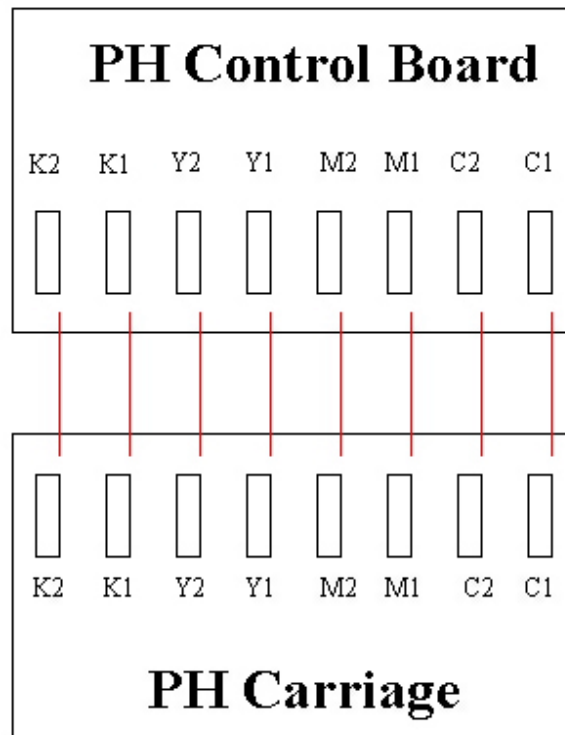 PH Control Board
K2 K1 Y2 Y1 M2 M1 C2 C1
K2 K1 Y2 Y1 M2 M1 C2 C1
PH Carriage